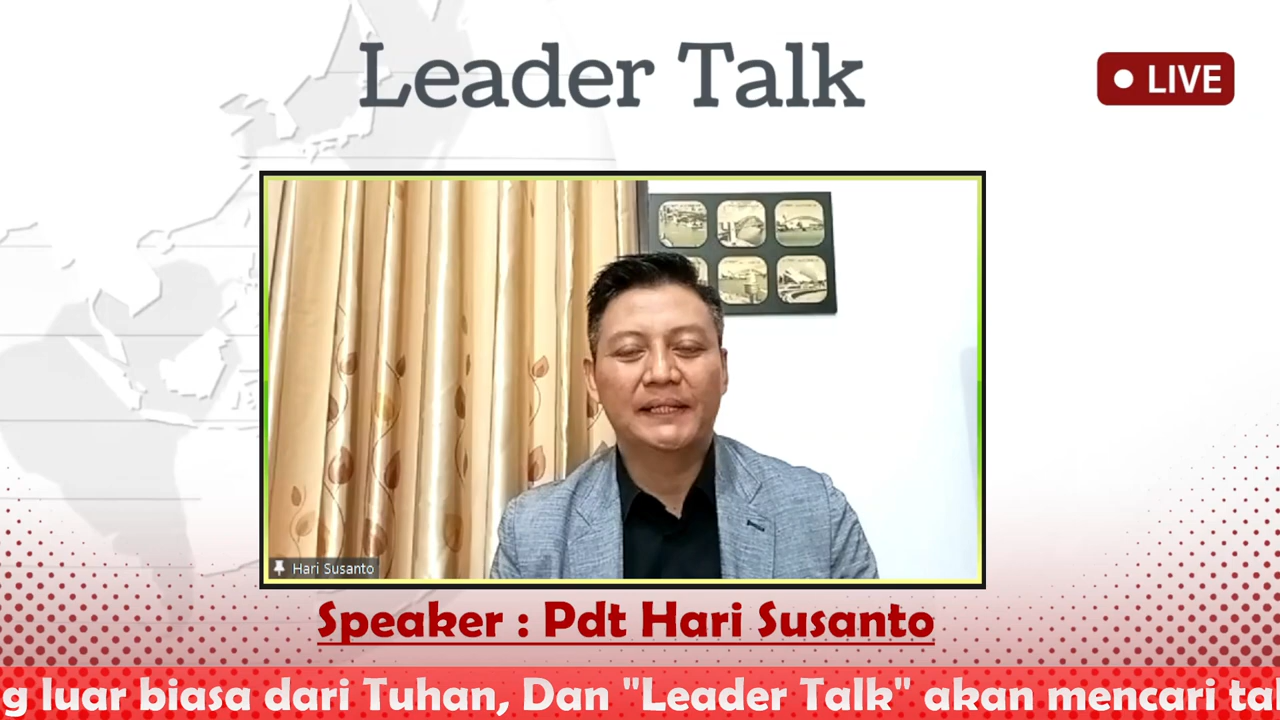 Leader Talk
LIVE
Hari Susanto
Speaker : Pdt Hari Susanto
luar biasa dari Tuhan, Dan "Leader Talk" akan mencari